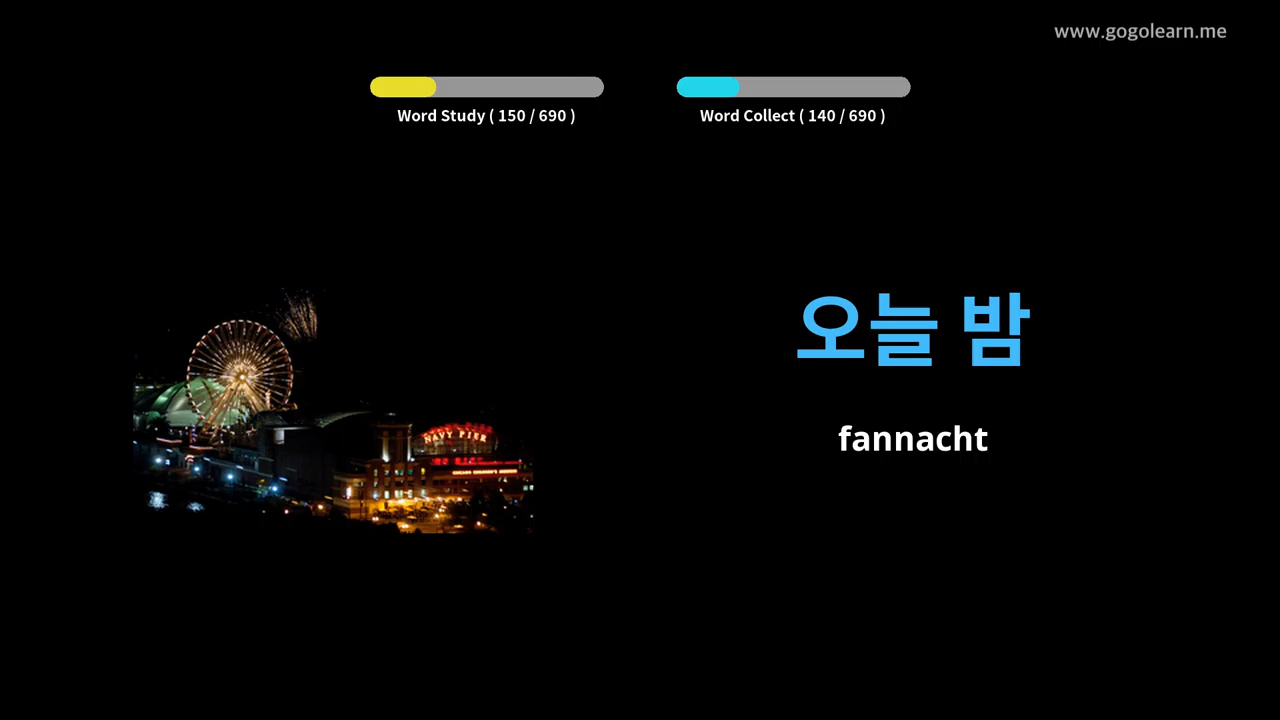 www.gogolearn.me
Word Study ( 150 / 690 )
Word Collect ( 140 / 690 )
오늘 밤
fannacht
NAVY PIER